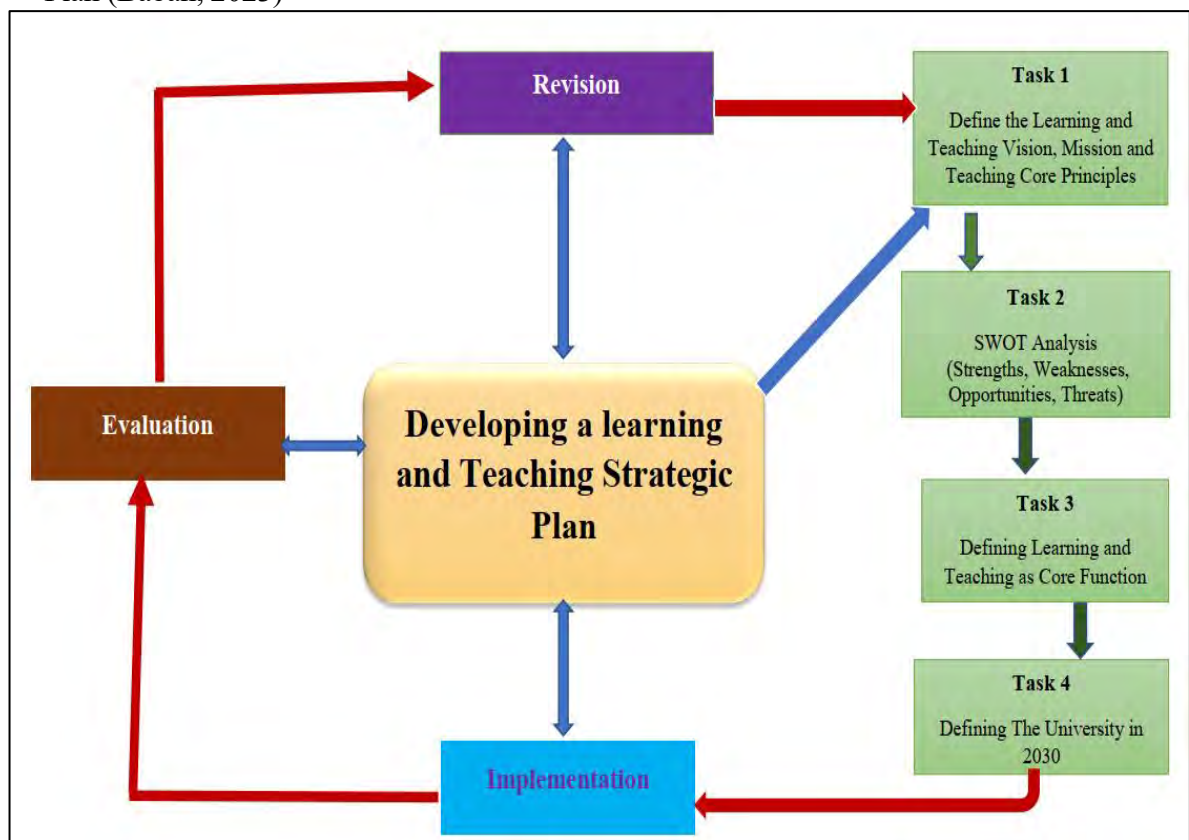 Revision
Task 1
Define the Learning and
Teaching Vision, Mission and
Teaching Core Principles
Task 2
SWOT Analysis
(Strengths, Weaknesses,
Opportunities, Threats)
Evaluation
Developing a learning
and Teaching Strategic
Plan
Task 3
Defining Learning and
Teaching as Core Function
Task 4
Defining The University in
2030
Implementation